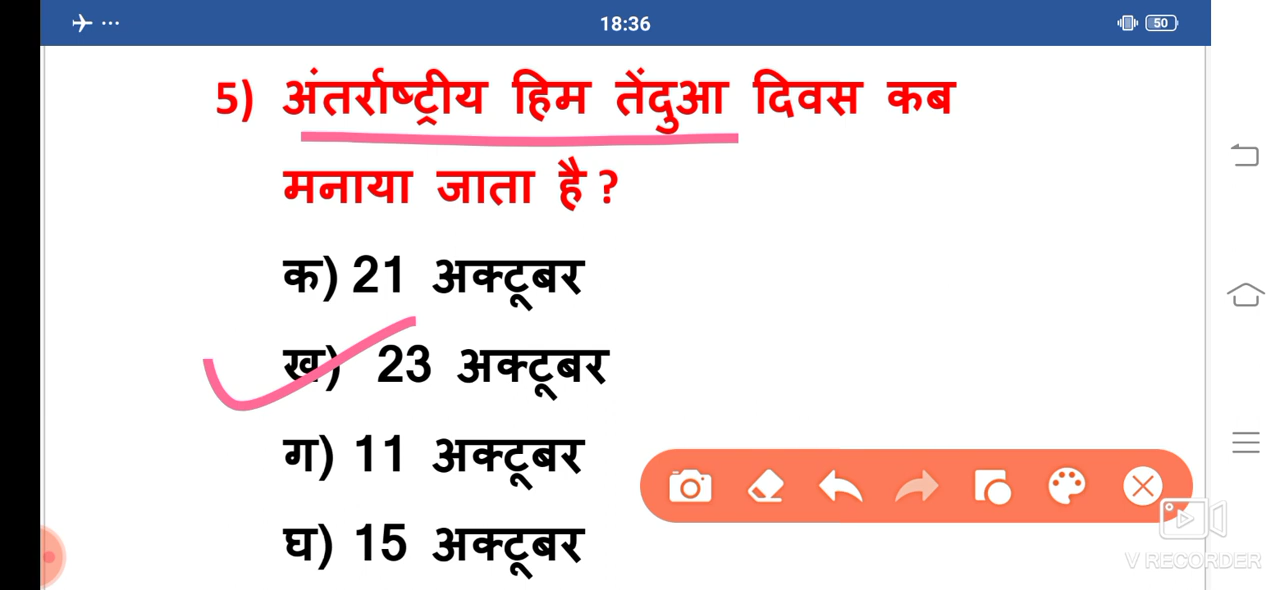 18:36
50
5) अंतर्राष्ट्रीय हिम तेंदुआ दिवस कब
मनाया जाता है ?
क) 21 अक्टूबर
ख) 23 अक्टूबर
ग) 11 अक्टूबर
घ) 15 अक्टूबर
V RECORDER